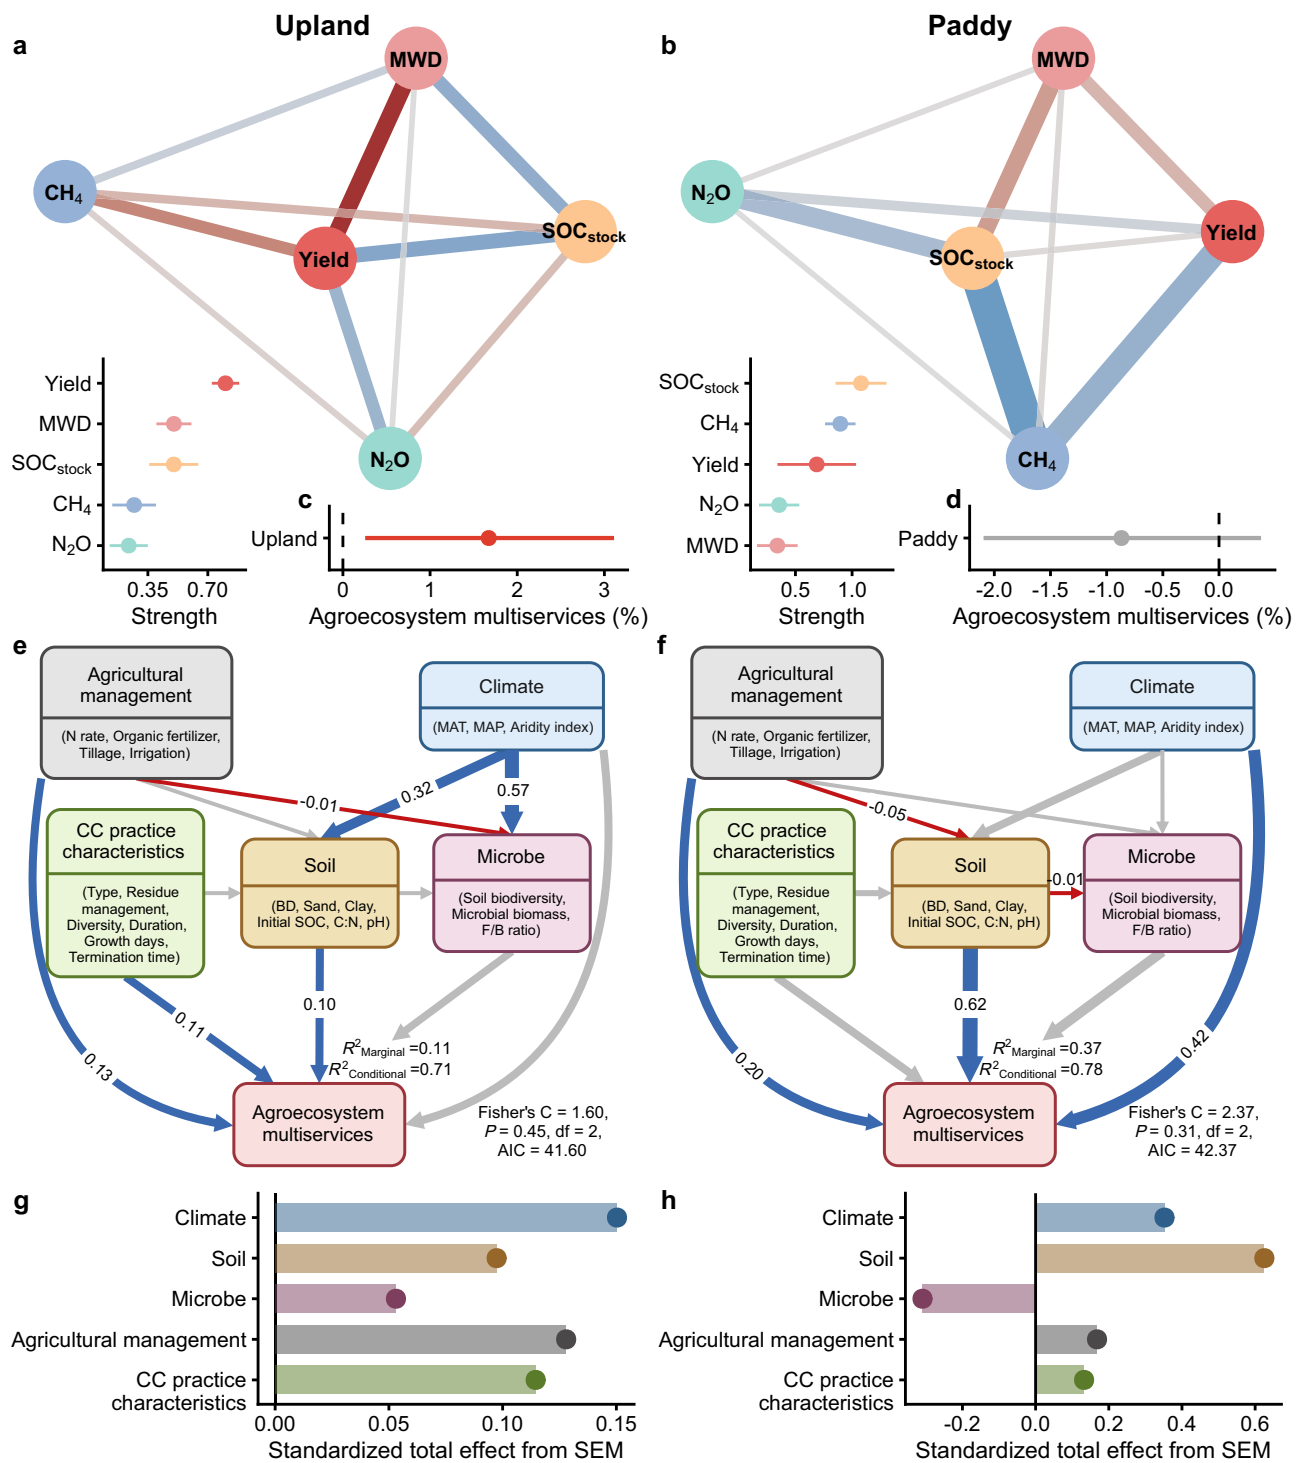 Upland
Paddy
a
MWD
CH4
SOCstock
Yield
N2O
Yield
MWD
SOCstock
CH4
N2O
0.35 0.70
Strength
c
Upland
0 1 2 3
Agroecosystem multiservices (%)
b
MWD
N2O
Yield
SOCstock
CH4
SOCstock
CH4
Yield
N2O
MWD
0.5 1.0
Strength
d
Paddy
-2.0 -1.5 -1.0 -0.5 0.0
Agroecosystem multiservices (%)
e
Agricultural
management
(N rate, Organic fertilizer,
Tillage, Irrigation)
Climate
(MAT, MAP, Aridity index)
-0.01
0.32
0.57
CC practice
characteristics
(Type, Residue
management,
Diversity, Duration,
Growth days,
Termination time)
Soil
(BD, Sand, Clay,
Initial SOC, C:N, pH)
Microbe
(Soil biodiversity,
Microbial biomass,
F/B ratio)
0.11
0.10
0.13
R2Marginal =0.11
R2Conditional =0.71
Agroecosystem
multiservices
Fisher's C = 1.60,
P = 0.45, df = 2,
AIC = 41.60
f
Agricultural
management
(N rate, Organic fertilizer,
Tillage, Irrigation)
Climate
(MAT, MAP, Aridity index)
-0.05
CC practice
characteristics
(Type, Residue
management,
Diversity, Duration,
Growth days,
Termination time)
Soil
(BD, Sand, Clay,
Initial SOC, C:N, pH)
-0.01
Microbe
(Soil biodiversity,
Microbial biomass,
F/B ratio)
0.62
0.20
0.42
R2Marginal =0.37
R2Conditional =0.78
Agroecosystem
multiservices
Fisher's C = 2.37,
P = 0.31, df = 2,
AIC = 42.37
g
Climate
Soil
Microbe
Agricultural management
CC practice
characteristics
0.00 0.05 0.10 0.15
Standardized total effect from SEM
h
Climate
Soil
Microbe
Agricultural management
CC practice
characteristics
-0.2 0.0 0.2 0.4 0.6
Standardized total effect from SEM